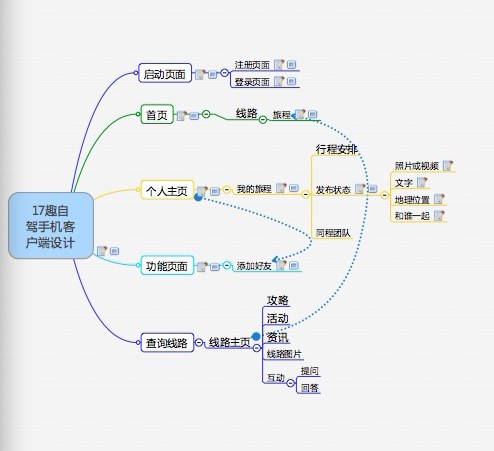 17趣自
驾手机客
户端设计
启动页面
注册页面
登录页面
首页
线路
旅程
个人主页
我的旅程
行程安排
发布状态
照片或视频
文字
地理位置
和谁一起
同程团队
功能页面
添加好友
查询线路
线路主页
攻略
活动
资讯
线路图片
互动
提问
回答